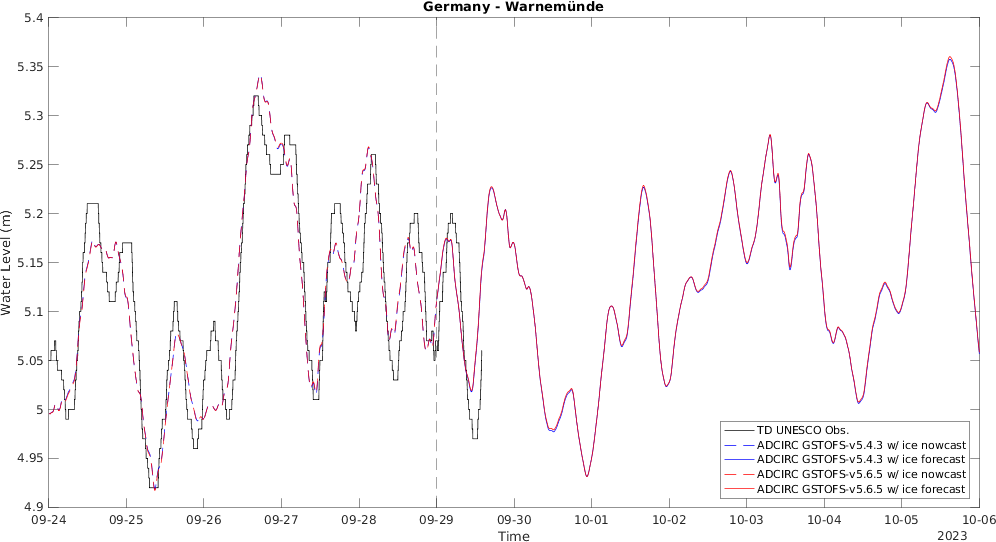 Germany - Warnemünde
5.4
5.35
5.3
5.25
5.2
5.15
5.1
5.05
5
4.95
4.9
Water Level (m)
TD UNESCO Obs.
ADCIRC GSTOFS-v5.4.3 w/ ice nowcast
ADCIRC GSTOFS-v5.4.3 w/ ice forecast
ADCIRC GSTOFS-v5.6.5 w/ ice nowcast
ADCIRC GSTOFS-v5.6.5 w/ ice forecast
09-24 09-25 09-26 09-27 09-28 09-29 09-30 10-01 10-02 10-03 10-04 10-05 10-06
Time
2023